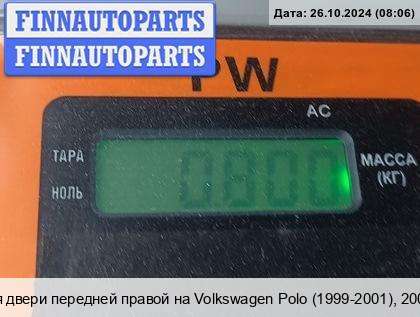 FINNAUTOPARTS
FINNAUTOPARTS
Дата: 26.10.2024 (08:06)
PW
AC
ТАРА
НОЛЬ
0.800
МАССА
(КГ)
двери передней правой на Volkswagen Polo (1999-2001), 200